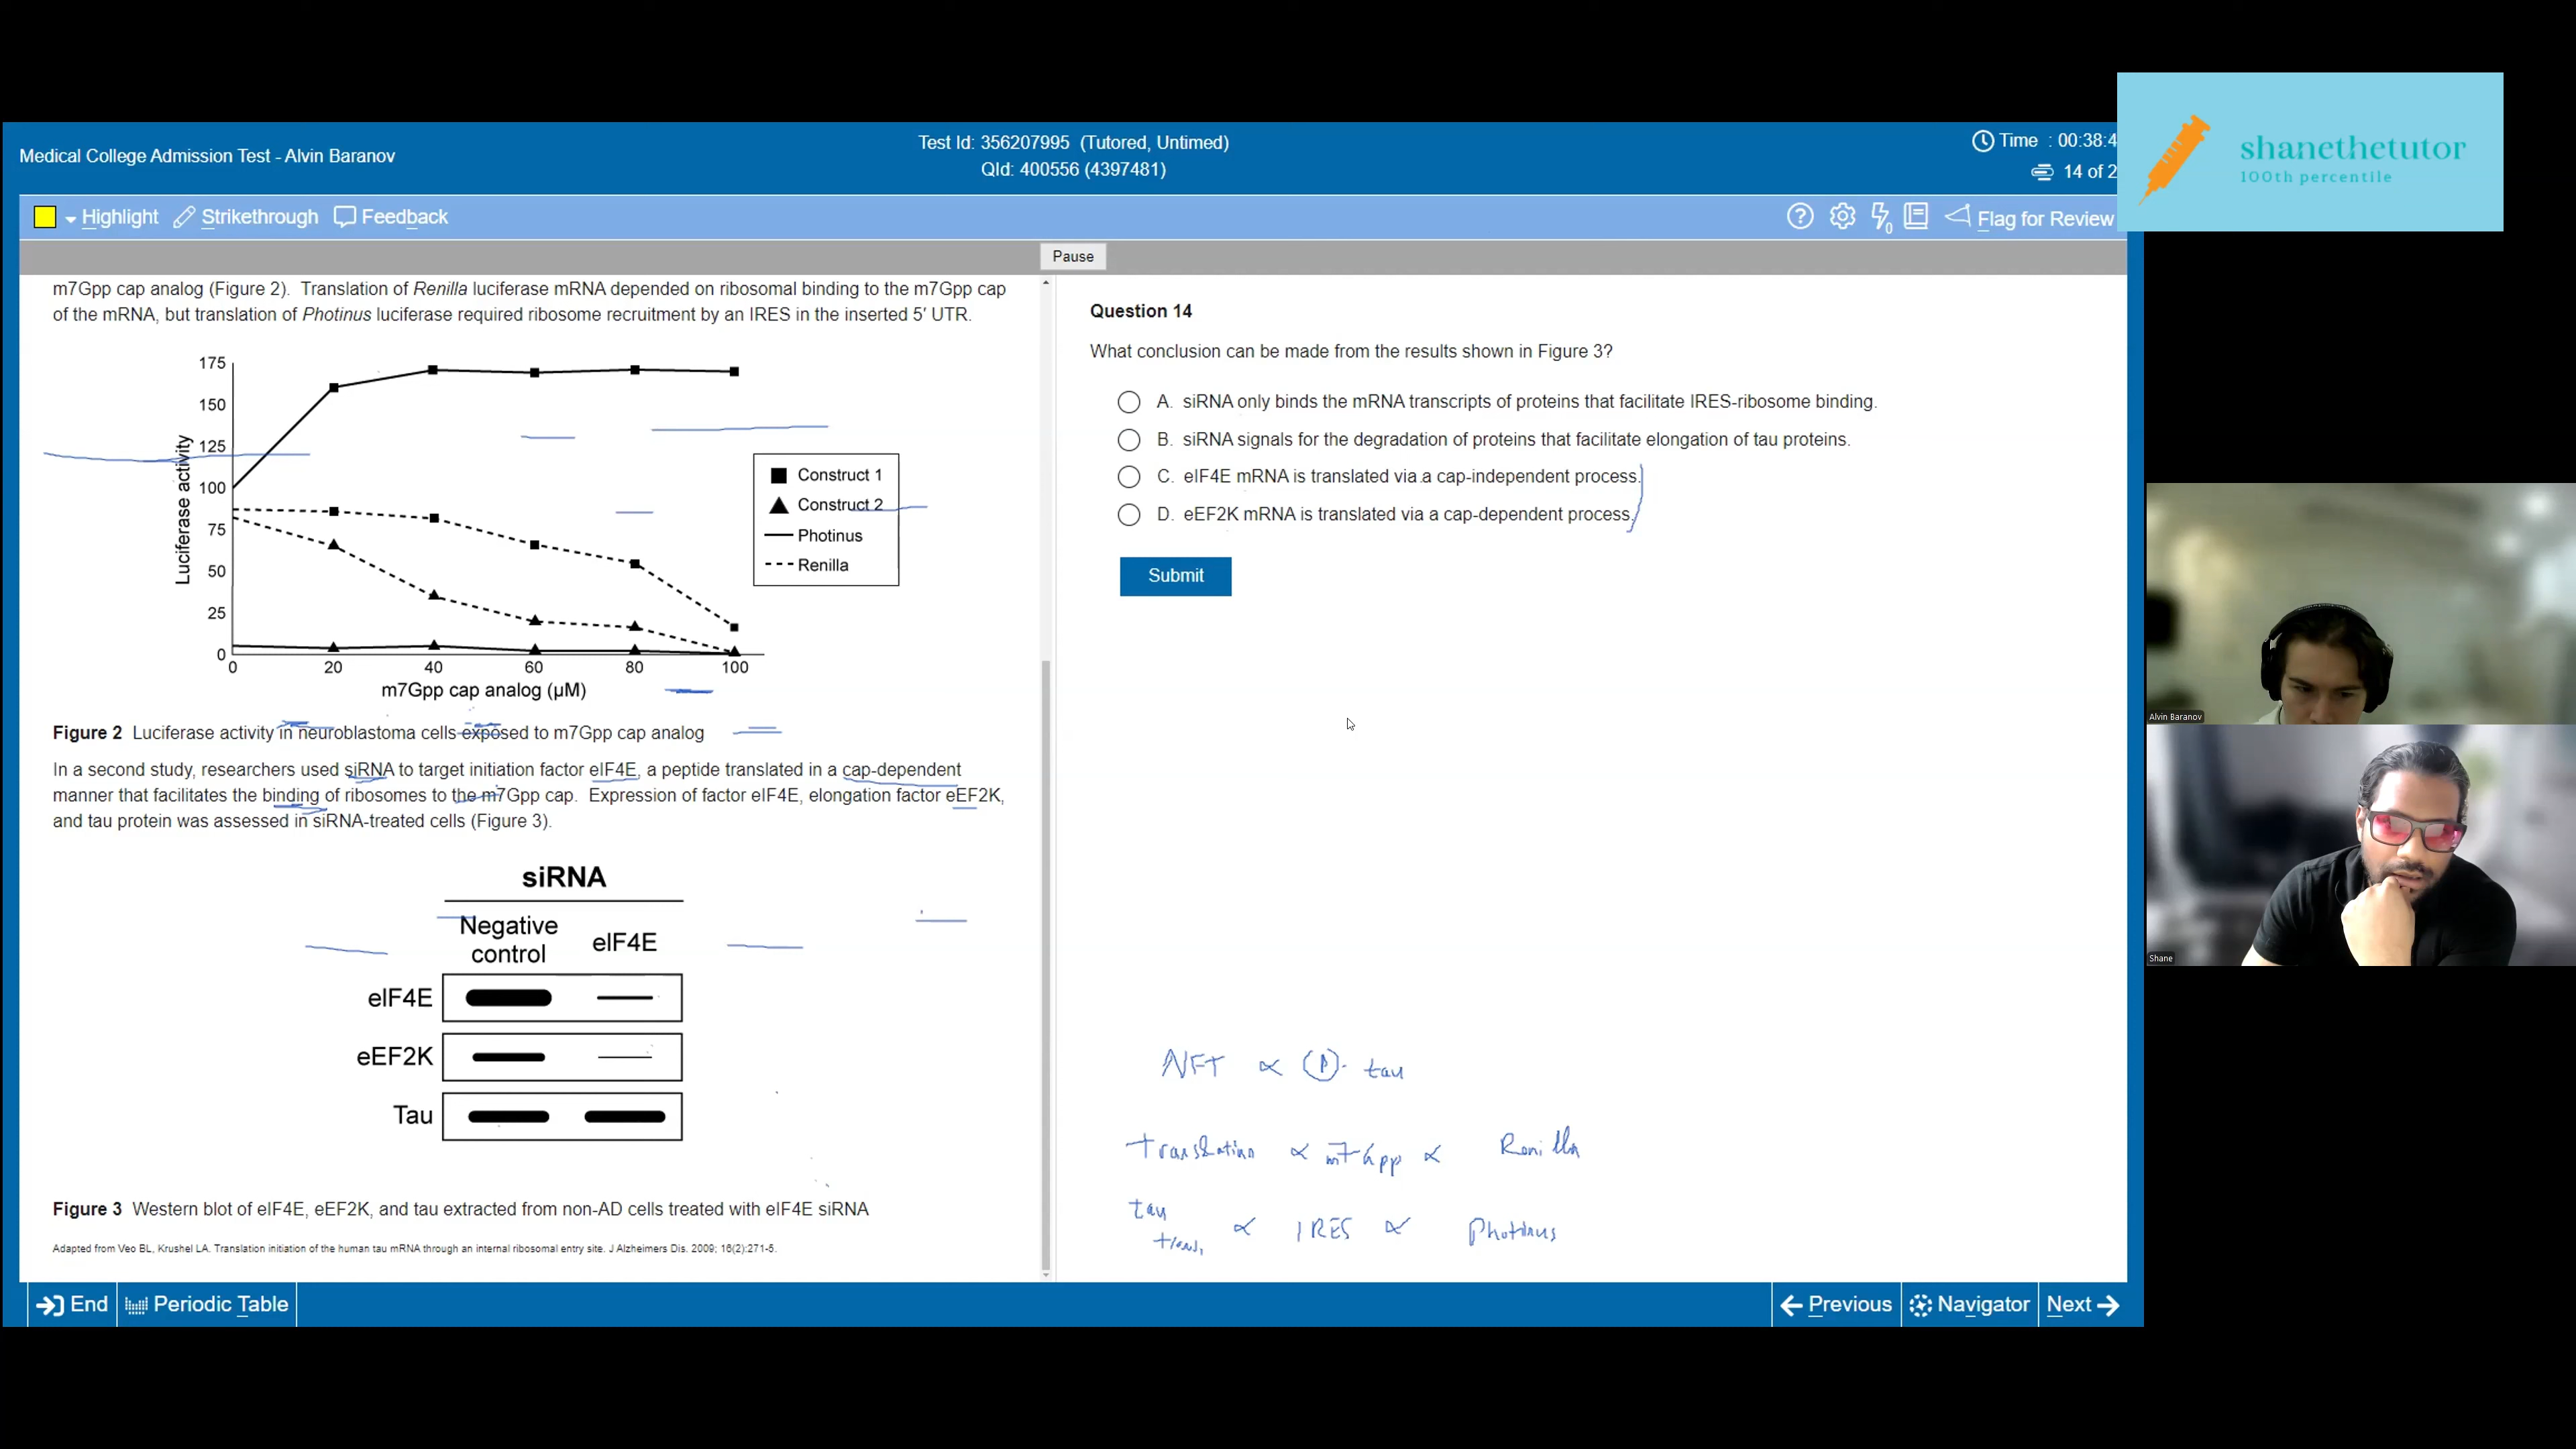 shanethetutor
100th percentile
Medical College Admission Test - Alvin Baranov
Test Id: 356207995 (Tutored, Untimed)
QId: 400556 (4397481)
Time : 00:38:4
14 of 2
Highlight Strikethrough Feedback
Flag for Review
Pause
m7Gpp cap analog (Figure 2). Translation of Renilla luciferase mRNA depended on ribosomal binding to the m7Gpp cap
of the mRNA, but translation of Photinus luciferase required ribosome recruitment by an IRES in the inserted 5′ UTR.
175
150
125
100
75
50
25
0
Luciferase activity
0 20 40 60 80 100
m7Gpp cap analog (µM)
Construct 1
Construct 2
Photinus
Renilla
Figure 2 Luciferase activity in neuroblastoma cells exposed to m7Gpp cap analog
In a second study, researchers used siRNA to target initiation factor eIF4E, a peptide translated in a cap-dependent
manner that facilitates the binding of ribosomes to the m7Gpp cap. Expression of factor eIF4E, elongation factor eEF2K,
and tau protein was assessed in siRNA-treated cells (Figure 3).
siRNA
Negative
control
eIF4E
eIF4E
eEF2K
Tau
Figure 3 Western blot of eIF4E, eEF2K, and tau extracted from non-AD cells treated with eIF4E siRNA
Adapted from Veo BL, Krushel LA. Translation initiation of the human tau mRNA through an internal ribosomal entry site. J Alzheimers Dis. 2009; 16(2):271-5.
Question 14
What conclusion can be made from the results shown in Figure 3?
A. siRNA only binds the mRNA transcripts of proteins that facilitate IRES-ribosome binding.
B. siRNA signals for the degradation of proteins that facilitate elongation of tau proteins.
C. eIF4E mRNA is translated via a cap-independent process.
D. eEF2K mRNA is translated via a cap-dependent process.
Submit
NFT ∝ P tau
Translation ∝ m7Gpp ∝ Renilla
tau
trans. ∝ IRES ∝ Photinus
Alvin Baranov
Shane
End Periodic Table
Previous Navigator Next